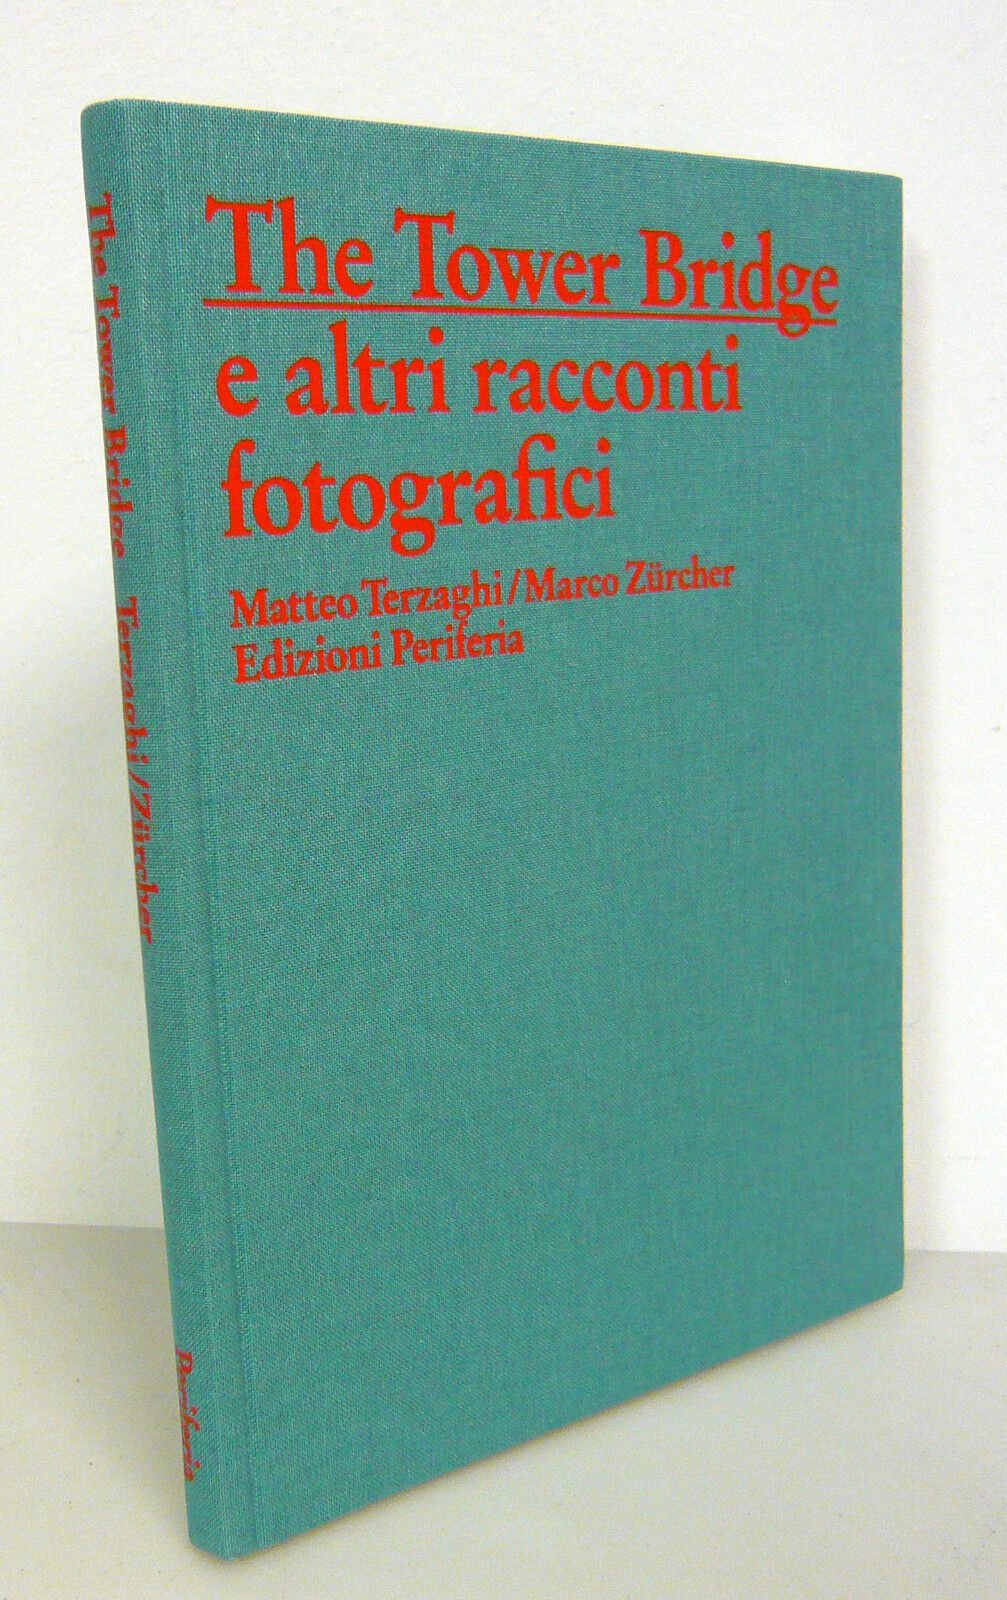 The Tower Bridge
e altri racconti
fotografici
Matteo Terzaghi/Marco Zürcher
Edizioni Periferia
The Tower Bridge Terzaghi/Zürcher
Periferia